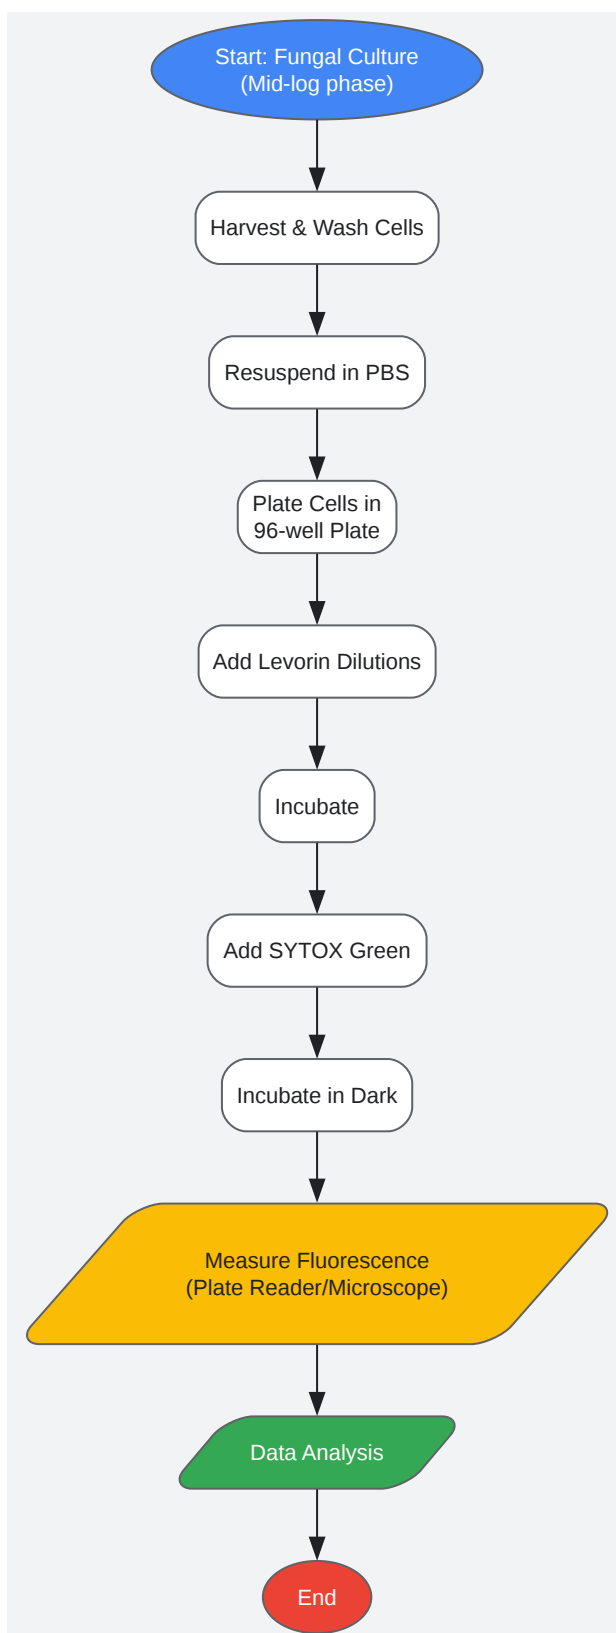 Start: Fungal Culture
(Mid-log phase)
Harvest & Wash Cells
Resuspend in PBS
Plate Cells in
96-well Plate
Add Levorin Dilutions
Incubate
Add SYTOX Green
Incubate in Dark
Measure Fluorescence
(Plate Reader/Microscope)
Data Analysis
End